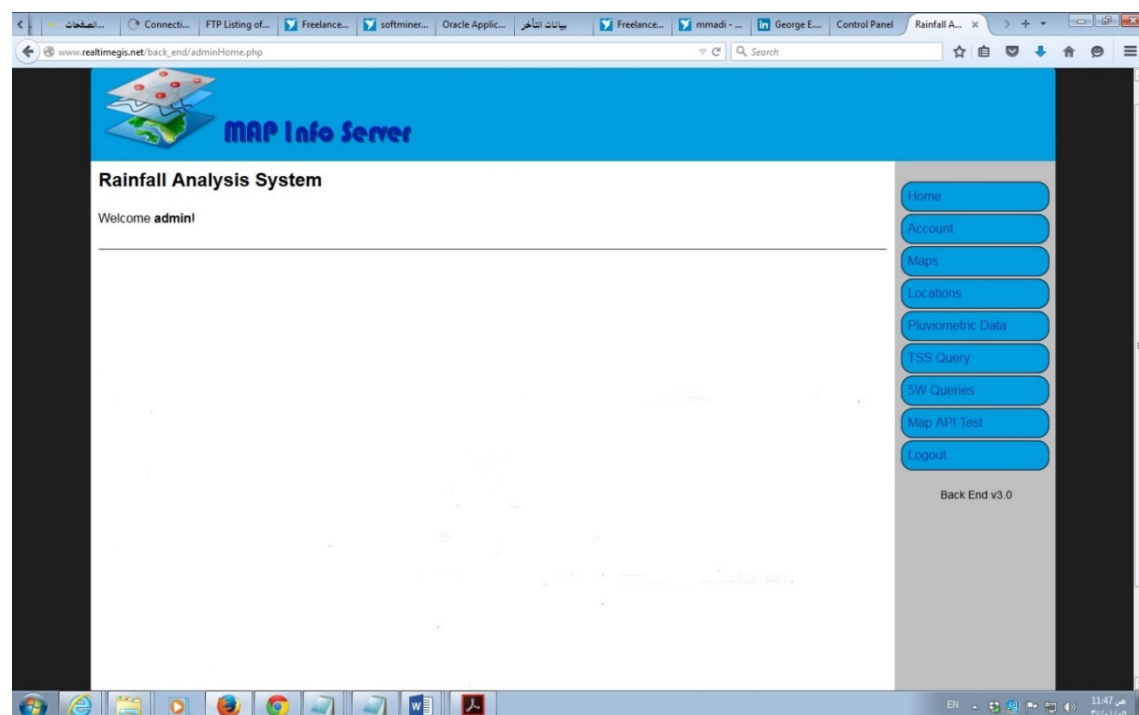 الصفحات...
Connecti...
FTP Listing of...
Freelance...
softminer...
Oracle Applic...
بيانات التأخر
Freelance...
mmadi - ...
George E....
Control Panel
Rainfall A...
www.realtimegis.net/back_end/adminHome.php
Search
MAP Info Server
Rainfall Analysis System
Welcome admin!
Home
Account
Maps
Locations
Pluviometric Data
TSS Query
5W Queries
Map API Test
Logout
Back End v3.0
EN
11:47 ص